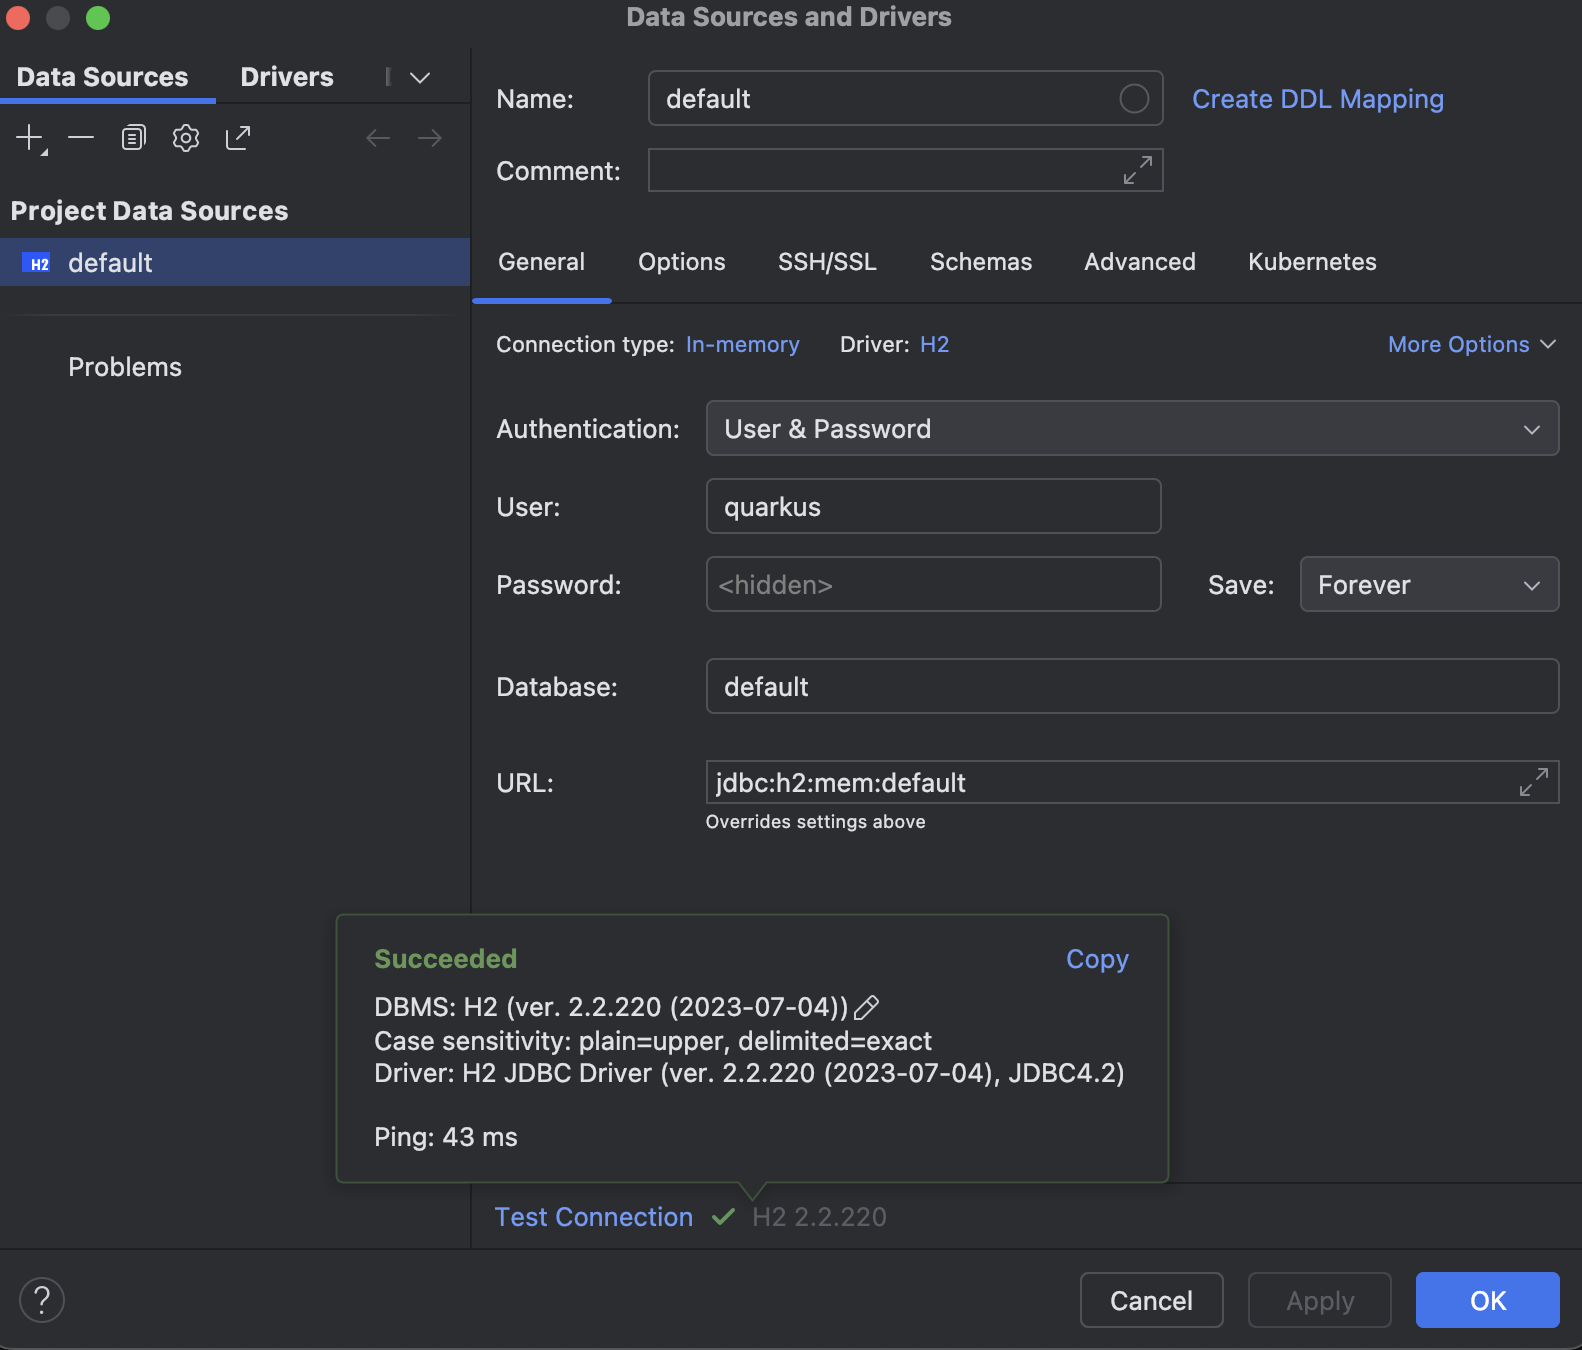 Data Sources and Drivers
Data Sources Drivers
Name: default Create DDL Mapping
Comment:
Project Data Sources
H2 default
Problems
General Options SSH/SSL Schemas Advanced Kubernetes
Connection type: In-memory Driver: H2 More Options
Authentication: User & Password
User: quarkus
Password: <hidden> Save: Forever
Database: default
URL: jdbc:h2:mem:default
Overrides settings above
Succeeded Copy
DBMS: H2 (ver. 2.2.220 (2023-07-04))
Case sensitivity: plain=upper, delimited=exact
Driver: H2 JDBC Driver (ver. 2.2.220 (2023-07-04), JDBC4.2)
Ping: 43 ms
Test Connection H2 2.2.220
? Cancel Apply OK